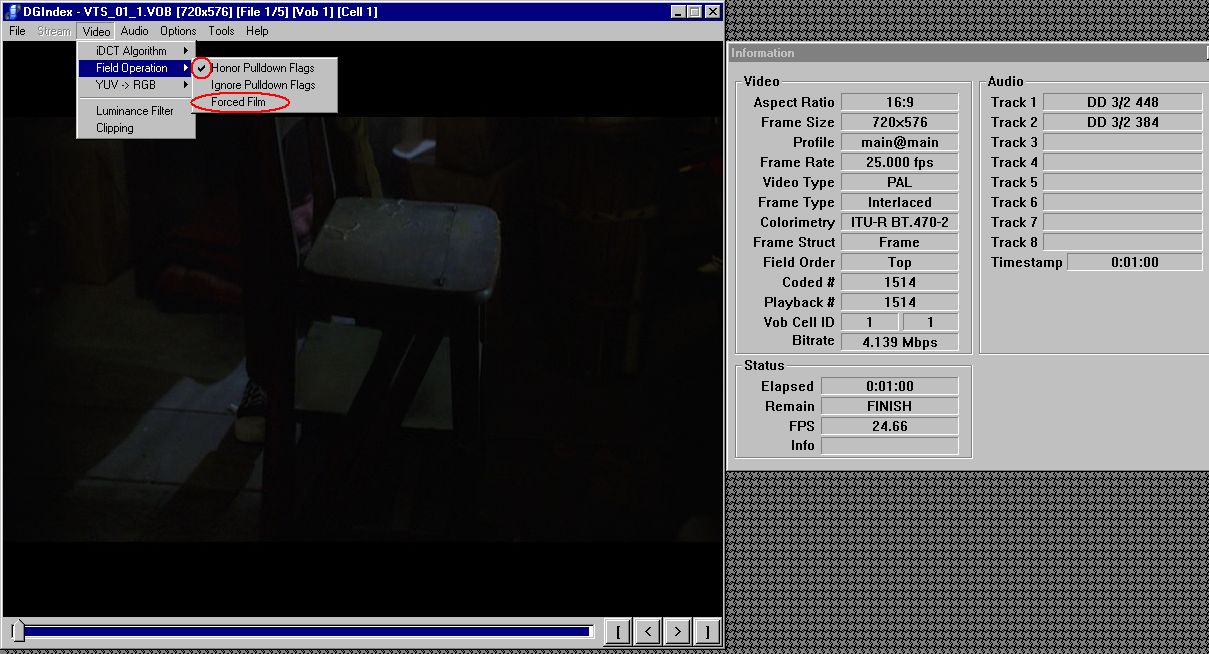 DGIndex - VTS_01_1.VOB [720x576] [File 1/5] [Vob 1] [Cell 1]
File Stream Video Audio Options Tools Help
iDCT Algorithm
Field Operation
YUV -> RGB
Luminance Filter
Clipping
Honor Pulldown Flags
Ignore Pulldown Flags
Forced Film
[ < > ]
Information
Video
Aspect Ratio 16:9
Frame Size 720x576
Profile main@main
Frame Rate 25.000 fps
Video Type PAL
Frame Type Interlaced
Colorimetry ITU-R BT.470-2
Frame Struct Frame
Field Order Top
Coded # 1514
Playback # 1514
Vob Cell ID 1 1
Bitrate 4.139 Mbps
Status
Elapsed 0:01:00
Remain FINISH
FPS 24.66
Info
Audio
Track 1 DD 3/2 448
Track 2 DD 3/2 384
Track 3
Track 4
Track 5
Track 6
Track 7
Track 8
Timestamp 0:01:00